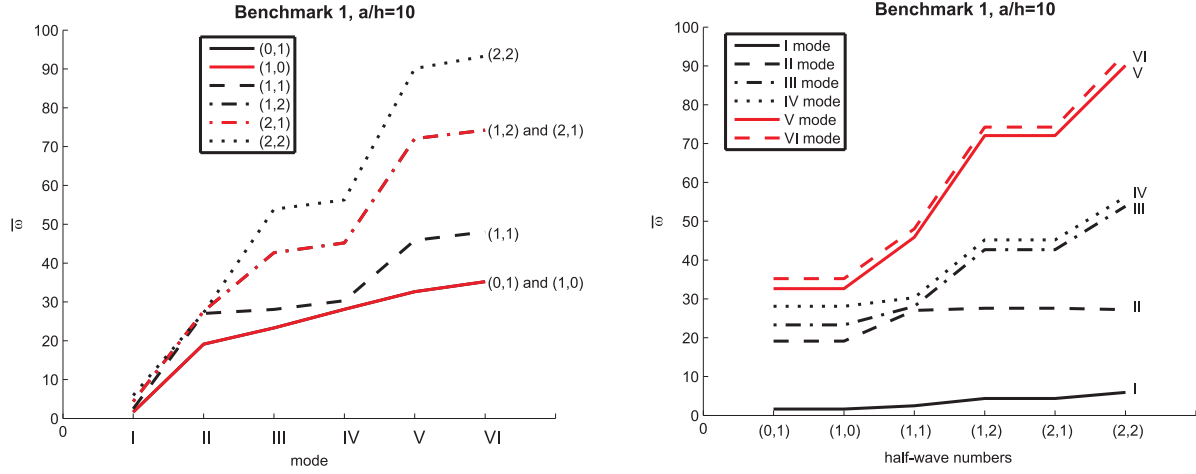 Benchmark 1, a/h=10
100
90
80
70
60
50
40
30
20
10
0
ω̅
(0,1)
(1,0)
(1,1)
(1,2)
(2,1)
(2,2)
(2,2)
(1,2) and (2,1)
(1,1)
(0,1) and (1,0)
0 I II III IV V VI
mode
Benchmark 1, a/h=10
100
90
80
70
60
50
40
30
20
10
0
ω̅
I mode
II mode
III mode
IV mode
V mode
VI mode
VI
V
IV
III
II
I
0 (0,1) (1,0) (1,1) (1,2) (2,1) (2,2)
half-wave numbers